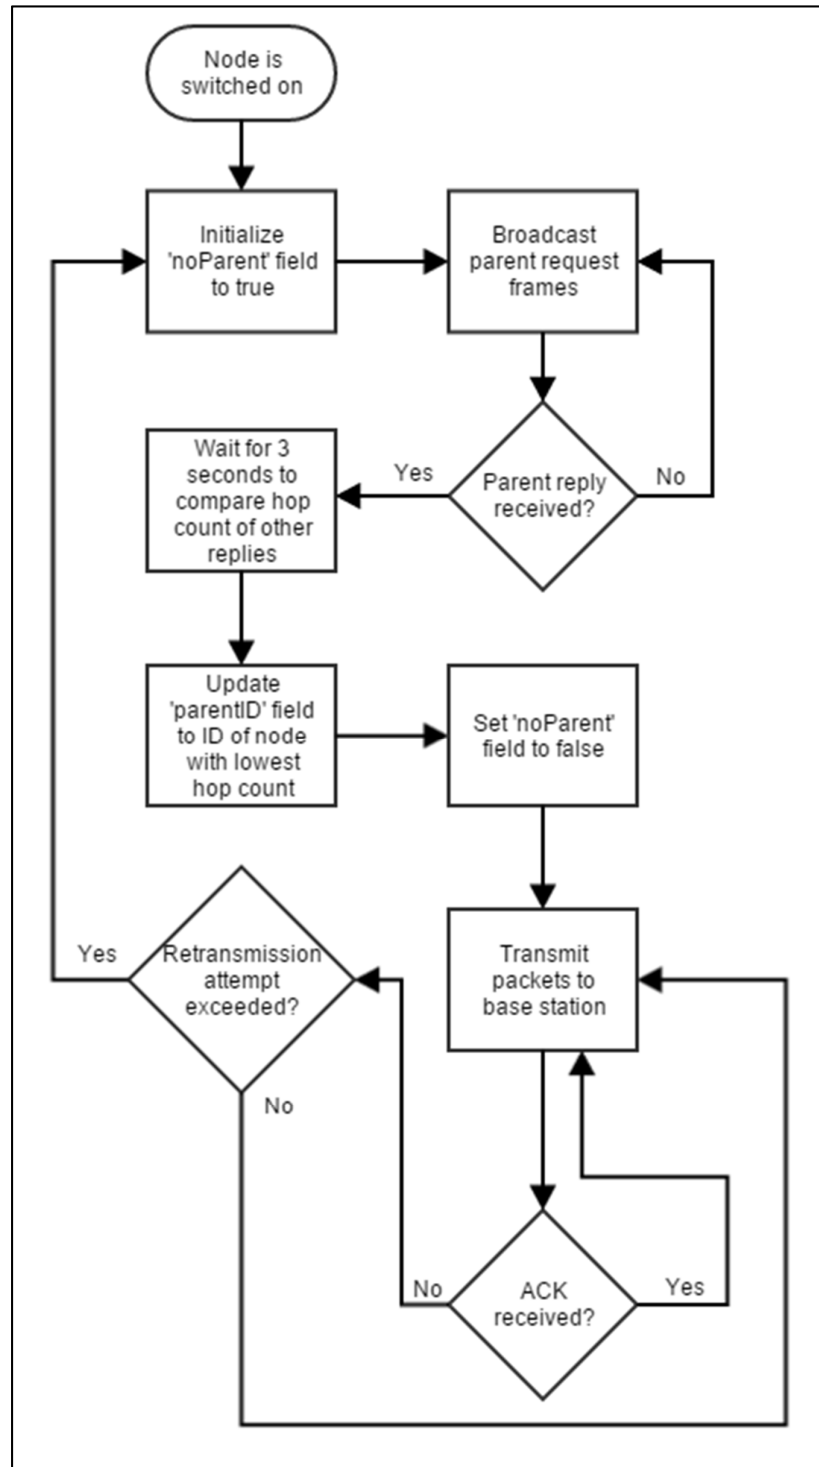 Node is
switched on
Initialize
'noParent' field
to true
Broadcast
parent request
frames
Parent reply
received?
Yes
No
Wait for 3
seconds to
compare hop
count of other
replies
Update
'parentID' field
to ID of node
with lowest
hop count
Set 'noParent'
field to false
Transmit
packets to
base station
ACK
received?
Yes
No
Retransmission
attempt
exceeded?
Yes
No